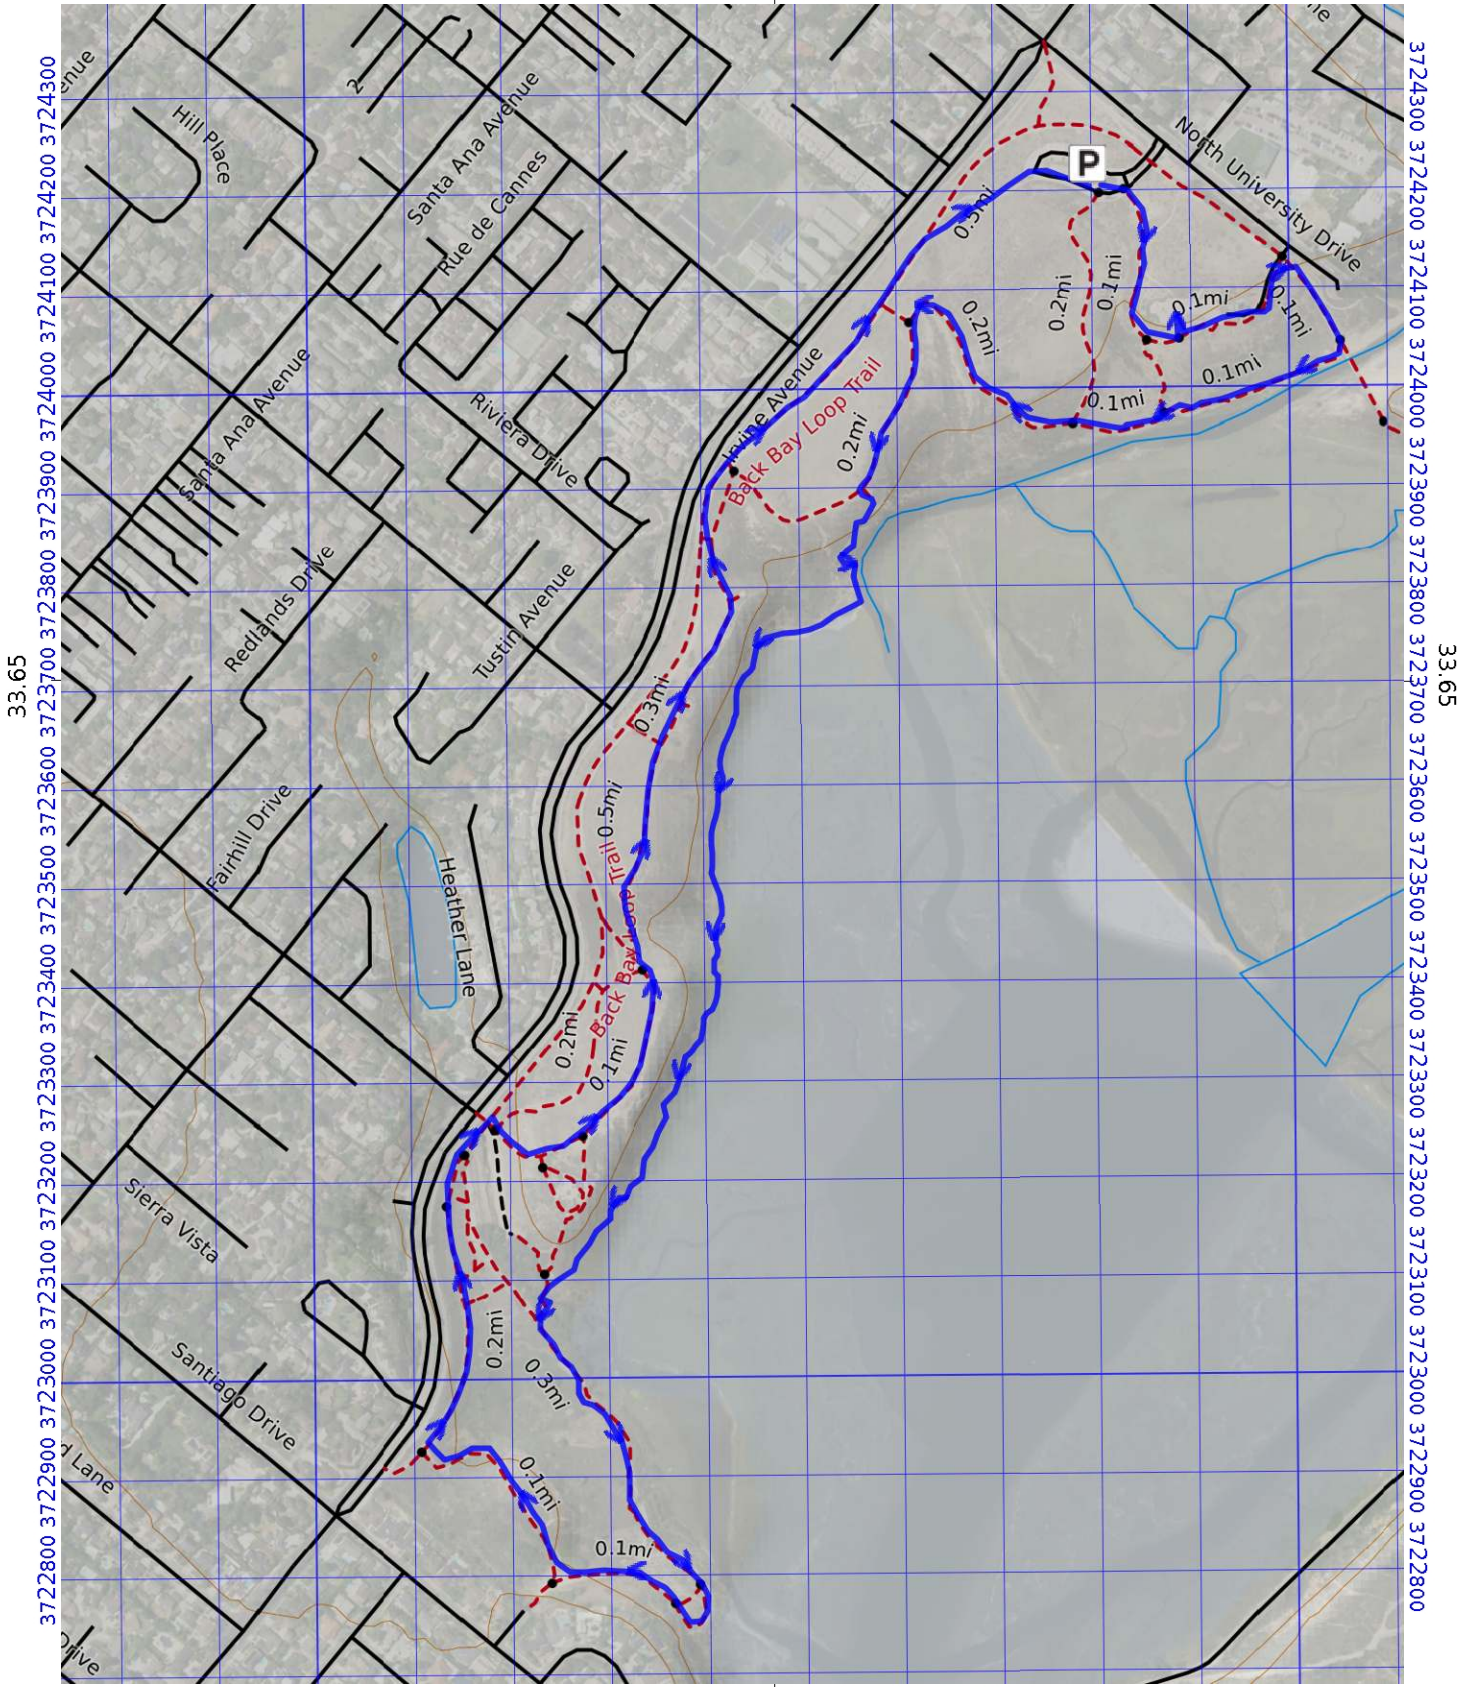 enue
Hill Place
2
Santa Ana Avenue
Rue de Cannes
ne
North University Drive
P
0.5mi
0.2mi
0.1mi
0.1mi
0.1mi
0.2mi
0.1mi
0.1mi
Irvine Avenue
Back Bay Loop Trail
0.2mi
Santa Ana Avenue
Riviera Drive
Redlands Drive
Tustin Avenue
0.3mi
0.5mi
Back Bay Loop Trail
Fairhill Drive
Heather Lane
0.2mi
0.1mi
Sierra Vista
Santiago Drive
0.2mi
0.3mi
d Lane
0.1mi
0.1mi
Drive
33.65
33.65
3724300
3724200
3724100
3724000
3723900
3723800
3723700
3723600
3723500
3723400
3723300
3723200
3723100
3723000
3722900
3722800
3724300
3724200
3724100
3724000
3723900
3723800
3723700
3723600
3723500
3723400
3723300
3723200
3723100
3723000
3722900
3722800